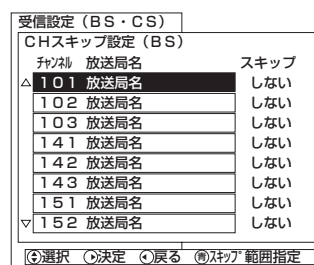 受信設定（ＢＳ・ＣＳ）
ＣＨスキップ設定（ＢＳ）
ﾁｬﾝﾈﾙ 放送局名 スキップ
△ １０１ 放送局名 しない
１０２ 放送局名 しない
１０３ 放送局名 しない
１４１ 放送局名 しない
１４２ 放送局名 しない
１４３ 放送局名 しない
１５１ 放送局名 しない
▽ １５２ 放送局名 しない
選択 決定 戻る 青 ｽｷｯﾌﾟ範囲指定